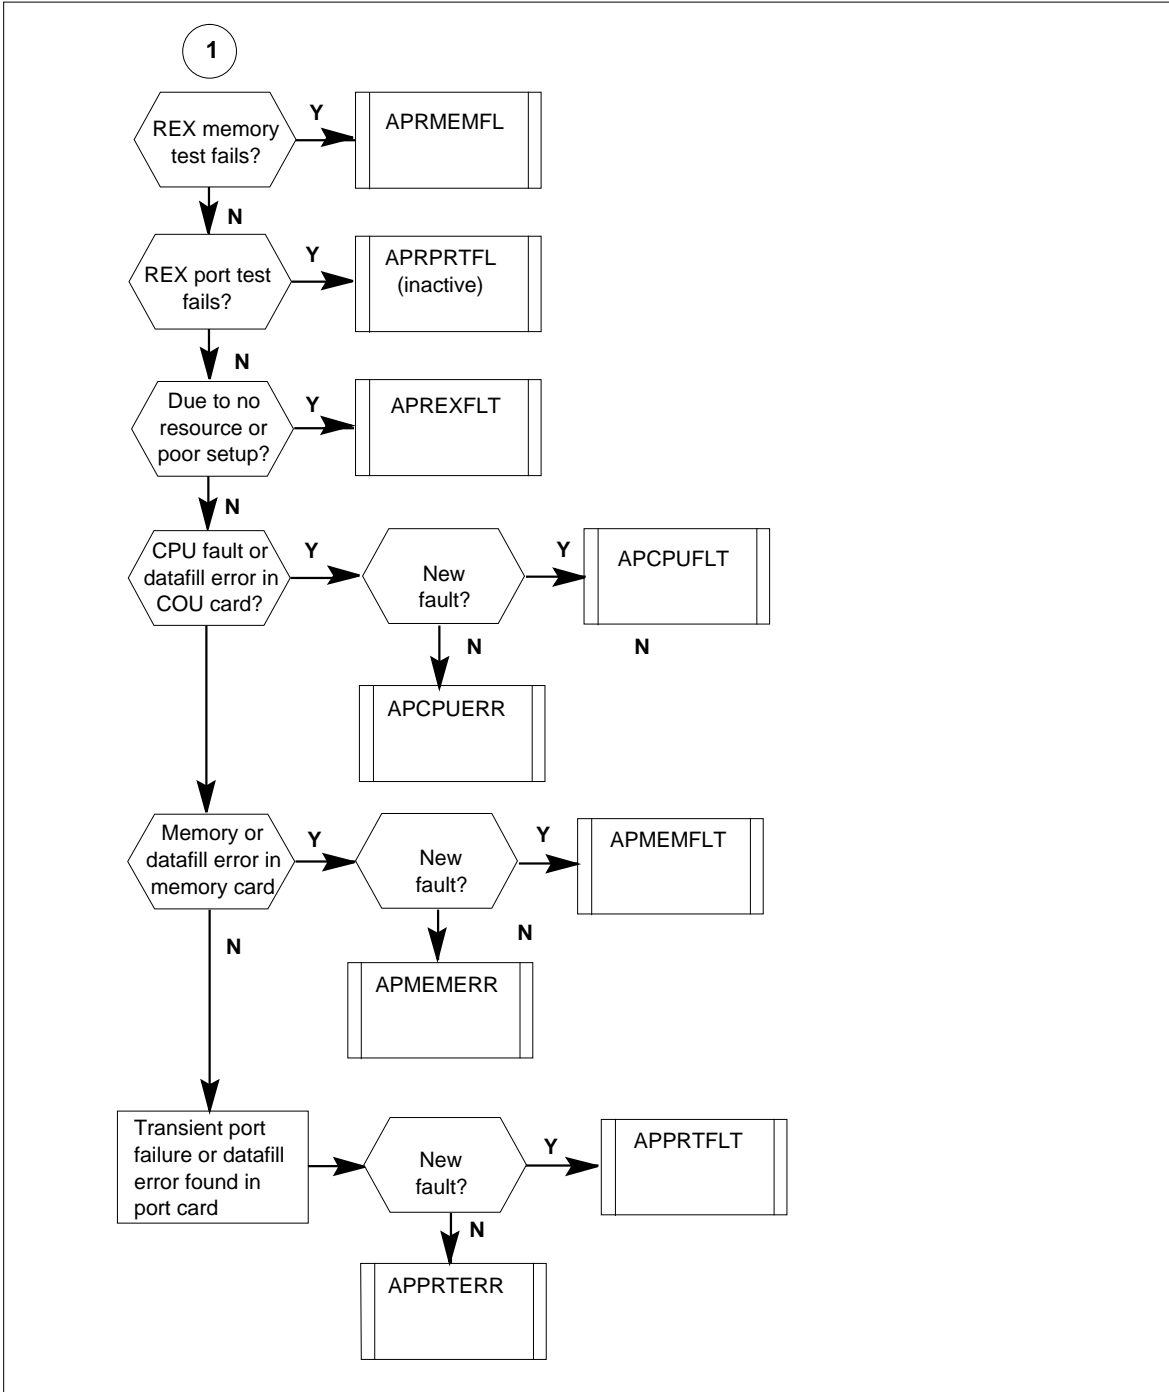 1
REX memory
test fails?
Y
APRMEMFL
N
REX port test
fails?
Y
APRPRTFL
(inactive)
N
Due to no
resource or
poor setup?
Y
APREXFLT
N
CPU fault or
datafill error in
COU card?
Y
New
fault?
Y
APCPUFLT
N
N
APCPUERR
Memory or
datafill error in
memory card
Y
New
fault?
Y
APMEMFLT
N
N
APMEMERR
Transient port
failure or datafill
error found in
port card
New
fault?
Y
APPRTFLT
N
APPRTERR